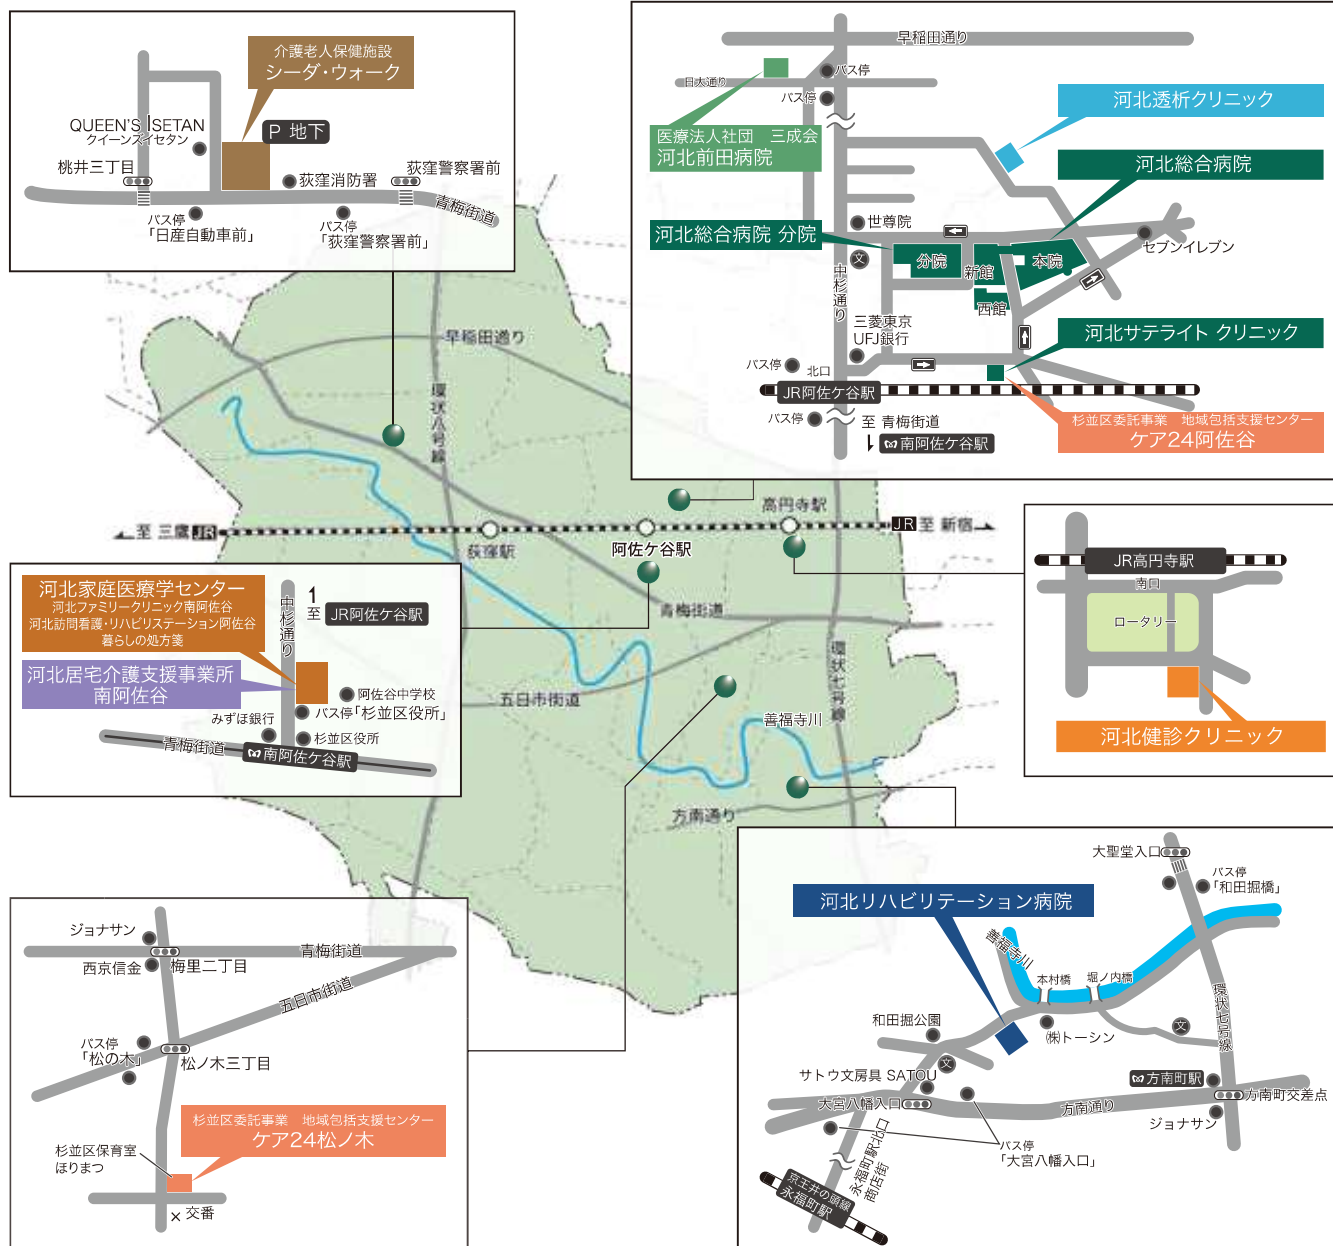 介護老人保健施設
シーダ・ウォーク
P 地下
QUEEN'S ISETAN
クイーンズイセタン
桃井三丁目
荻窪消防署
荻窪警察署前
青梅街道
バス停
「日産自動車前」
バス停
「荻窪警察署前」
早稲田通り
日大通り
バス停
バス停
医療法人社団 三成会
河北前田病院
河北透析クリニック
河北総合病院
河北総合病院 分院
世尊院
文
分院
新館
本院
西館
セブンイレブン
中杉通り
三菱東京
UFJ銀行
河北サテライト クリニック
バス停
北口
JR阿佐ケ谷駅
バス停
至 青梅街道
南阿佐ケ谷駅
杉並区委託事業 地域包括支援センター
ケア24阿佐谷
早稲田通り
環状八号線
至 三鷹
JR
荻窪駅
阿佐ケ谷駅
高円寺駅
JR
至 新宿
青梅街道
五日市街道
環状七号線
善福寺川
方南通り
河北家庭医療学センター
河北ファミリークリニック南阿佐谷
河北訪問看護・リハビリステーション阿佐谷
暮らしの処方箋
河北居宅介護支援事業所
南阿佐谷
中杉通り
至
JR阿佐ケ谷駅
阿佐谷中学校
バス停「杉並区役所」
みずほ銀行
杉並区役所
青梅街道
南阿佐ケ谷駅
JR高円寺駅
南口
ロータリー
河北健診クリニック
ジョナサン
青梅街道
西京信金
梅里二丁目
五日市街道
バス停
「松の木」
松ノ木三丁目
杉並区委託事業 地域包括支援センター
ケア24松ノ木
杉並区保育室
ほりまつ
× 交番
大聖堂入口
バス停
「和田掘橋」
河北リハビリテーション病院
善福寺川
本村橋
堀ノ内橋
環状七号線
和田掘公園
㈱トーシン
文
文
サトウ文房具 SATOU
方南町駅
大宮八幡入口
方南通り
方南町交差点
ジョナサン
バス停
「大宮八幡入口」
永福町駅北口
商店街
京王井の頭線
永福町駅